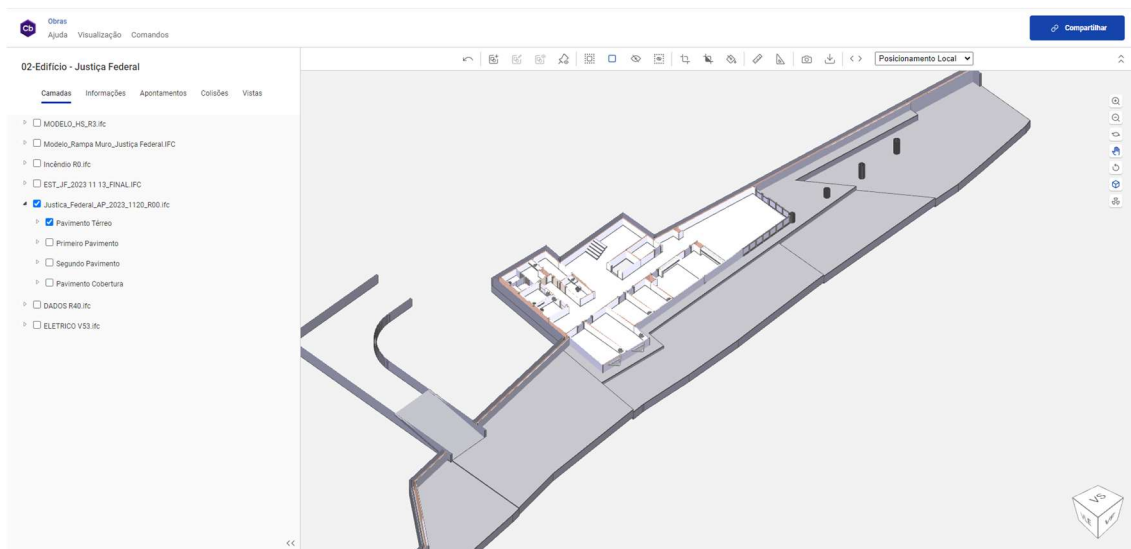 Cb
Obras
Ajuda Visualização Comandos
Compartilhar
02-Edifício - Justiça Federal
Posicionamento Local
Camadas Informações Apontamentos Colisões Vistas
MODELO_HS_R3.ifc
Modelo_Rampa Muro_Justiça Federal.IFC
Incêndio R0.ifc
EST_JF_2023 11 13_FINAL.IFC
Justica_Federal_AP_2023_1120_R00.ifc
Pavimento Térreo
Primeiro Pavimento
Segundo Pavimento
Pavimento Cobertura
DADOS R40.ifc
ELETRICO V53.ifc
VS